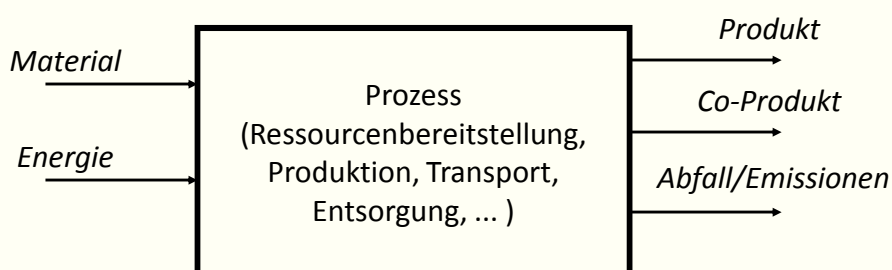 Material
Energie
Prozess
(Ressourcenbereitstellung,
Produktion, Transport,
Entsorgung, ... )
Produkt
Co-Produkt
Abfall/Emissionen